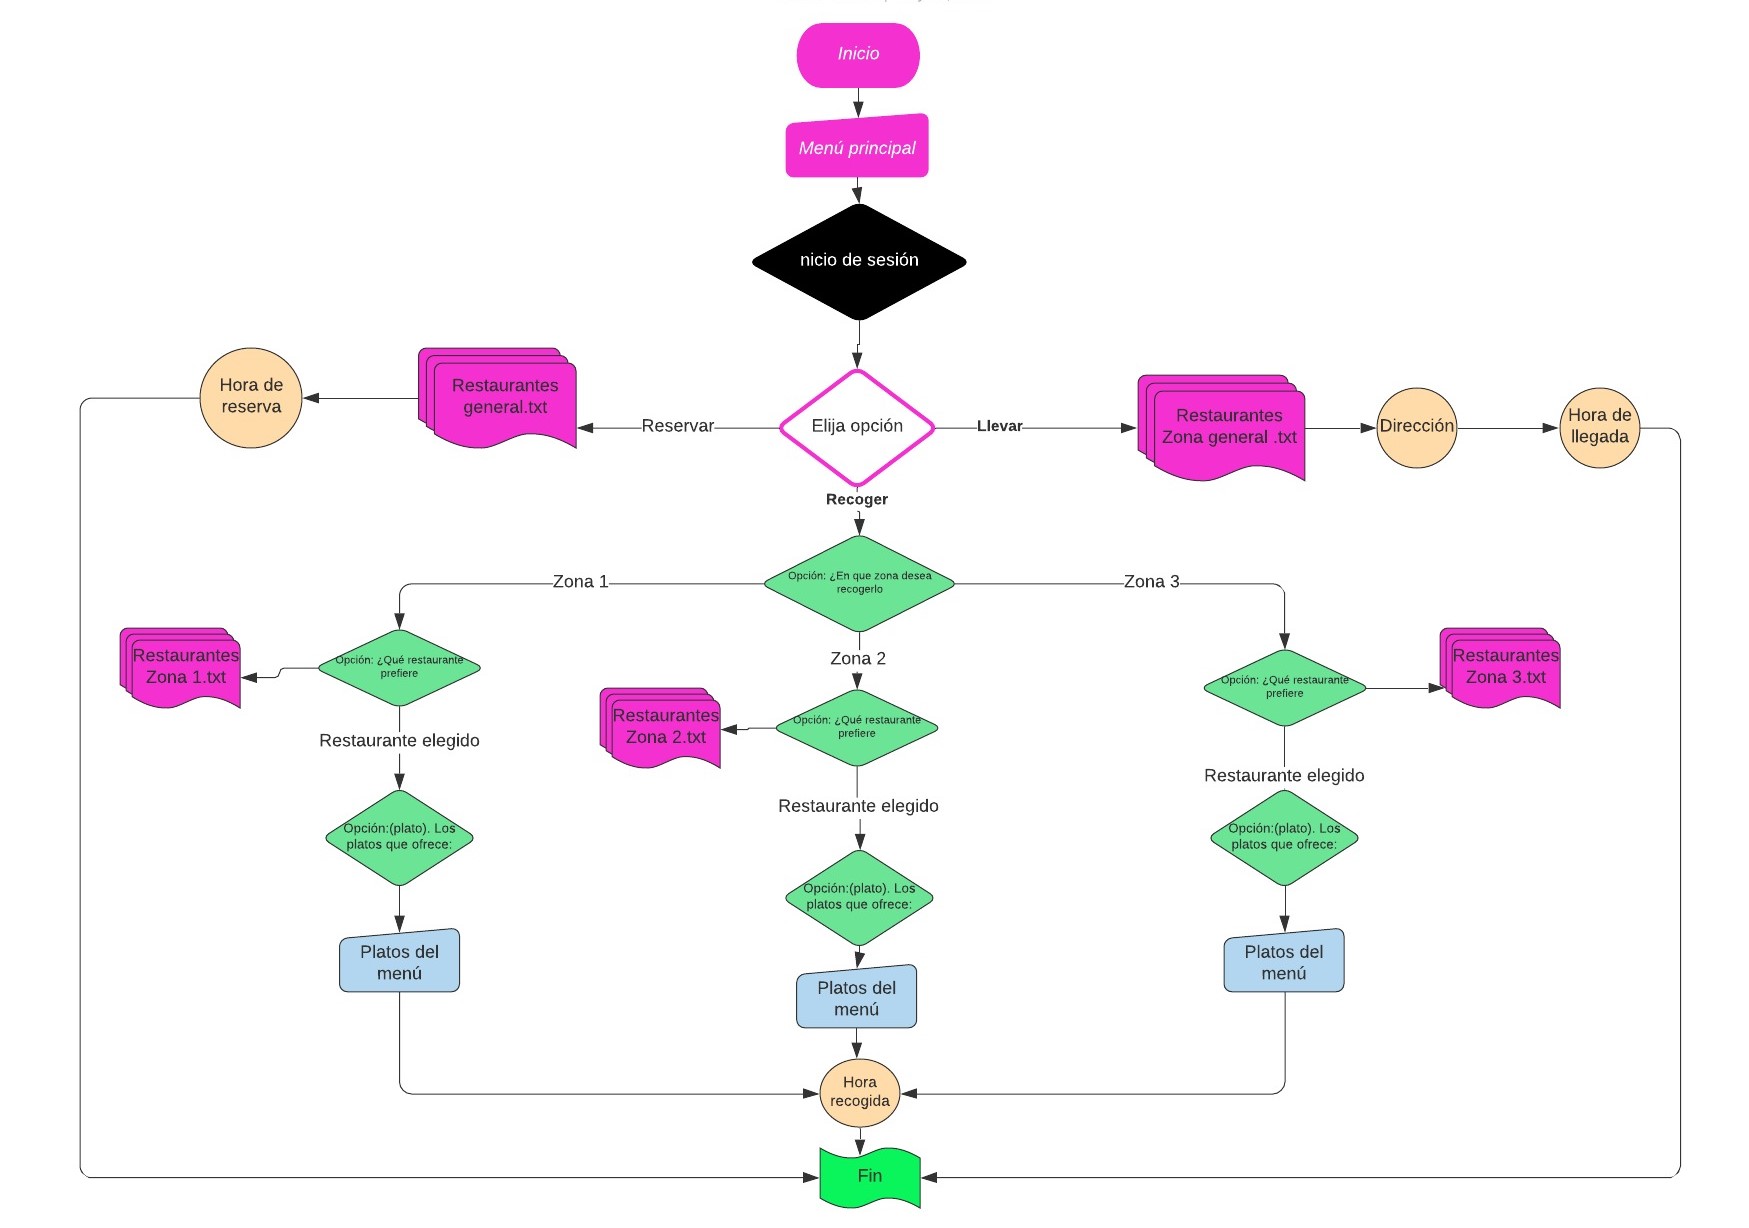 Inicio
Menú principal
nicio de sesión
Hora de
reserva
Restaurantes
general.txt
Reservar
Elija opción
Llevar
Restaurantes
Zona general .txt
Dirección
Hora de
llegada
Recoger
Opción: ¿En que zona desea
recogerlo
Zona 1
Zona 3
Zona 2
Restaurantes
Zona 1.txt
Opción: ¿Qué restaurante
prefiere
Restaurantes
Zona 2.txt
Opción: ¿Qué restaurante
prefiere
Opción: ¿Qué restaurante
prefiere
Restaurantes
Zona 3.txt
Restaurante elegido
Restaurante elegido
Restaurante elegido
Opción:(plato). Los
platos que ofrece:
Opción:(plato). Los
platos que ofrece:
Opción:(plato). Los
platos que ofrece:
Platos del
menú
Platos del
menú
Platos del
menú
Hora
recogida
Fin